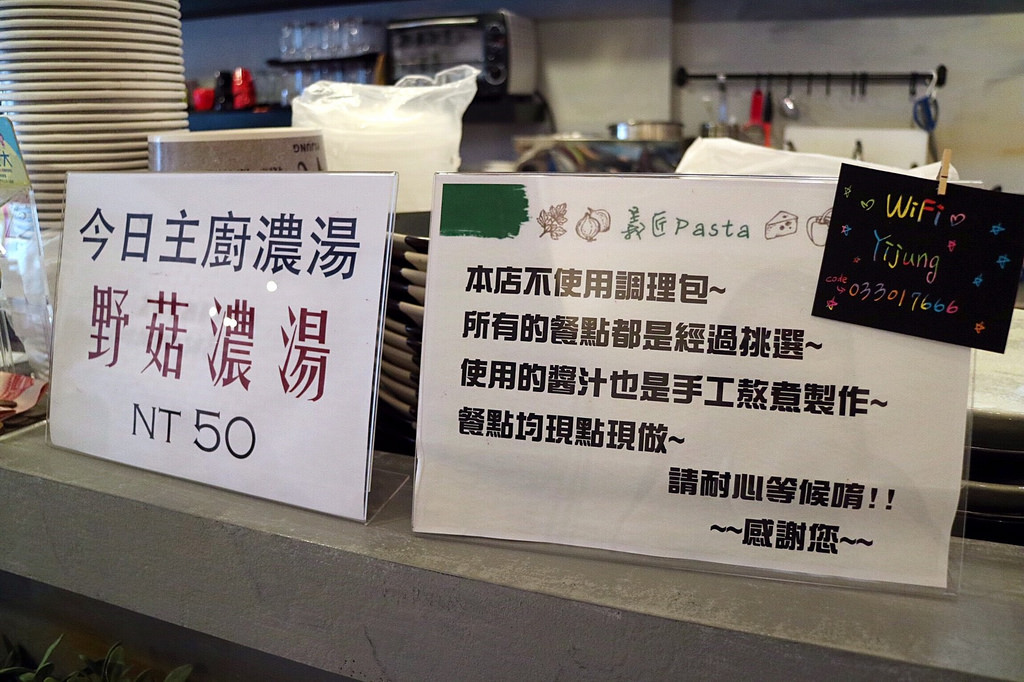 今日主廚濃湯
野菇濃湯
NT 50
義匠Pasta
本店不使用調理包~
所有的餐點都是經過挑選~
使用的醬汁也是手工熬煮製作~
餐點均現點現做~
請耐心等候唷!!
~~感謝您~~
WiFi
Yijung
code
033017666
YIJUNG